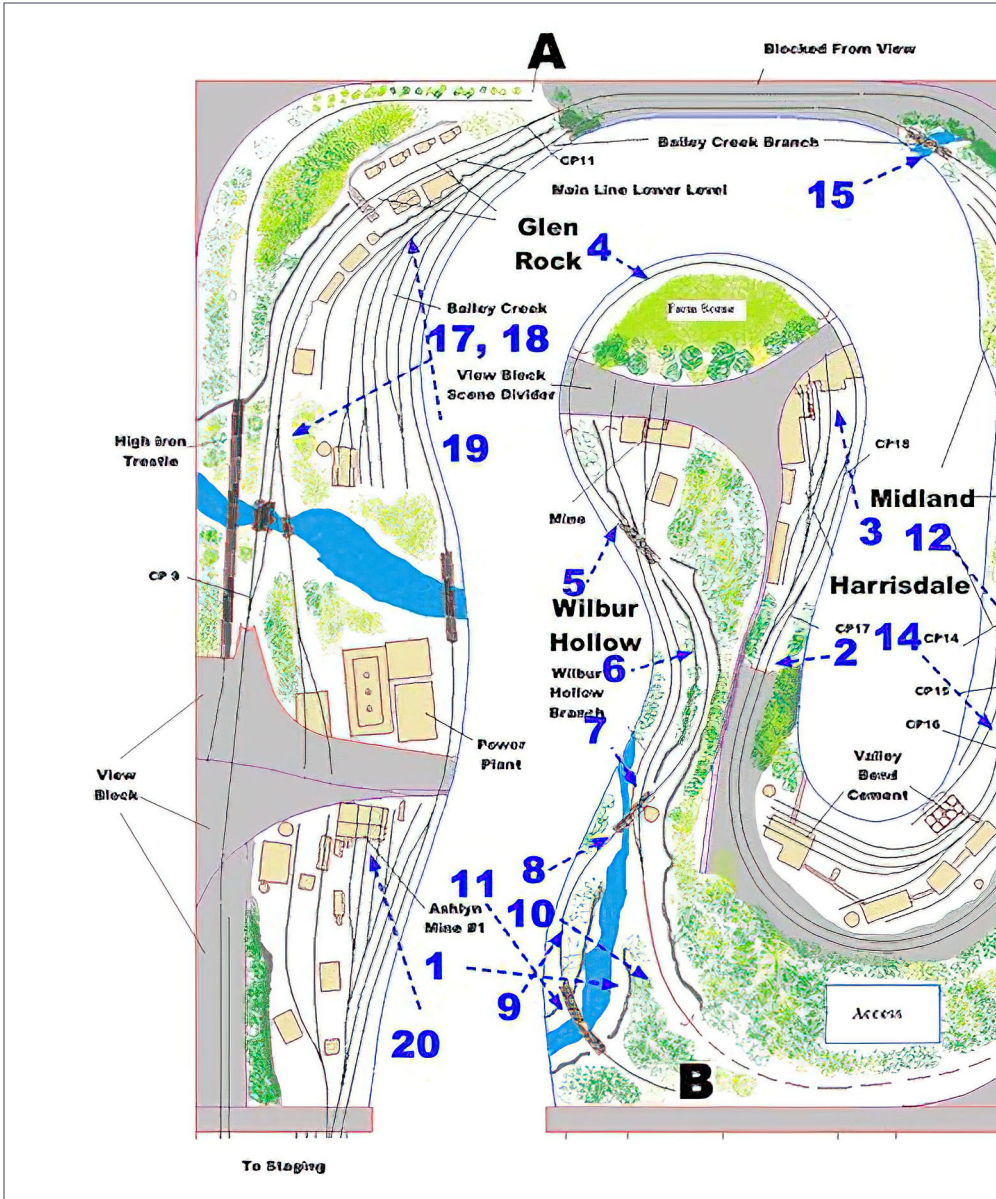 A
Blocked From View
CP11
Bailey Creek Branch
Main Line Lower Level
15
Glen
Rock
4
Farm Scene
Bailey Creek
17, 18
View Block
Scene Divider
High Iron
Trestle
19
CP18
Midland
3
12
Mine
5
CP 9
Harrisdale
Wilbur
Hollow
CP17
2
14
CP14
6
Wilbur
Hollow
Branch
CP15
CP16
7
Power
Plant
View
Block
Valley
Bend
Cement
8
11
10
Ashlyn
Mine #1
1
9
20
Access
B
To Staging